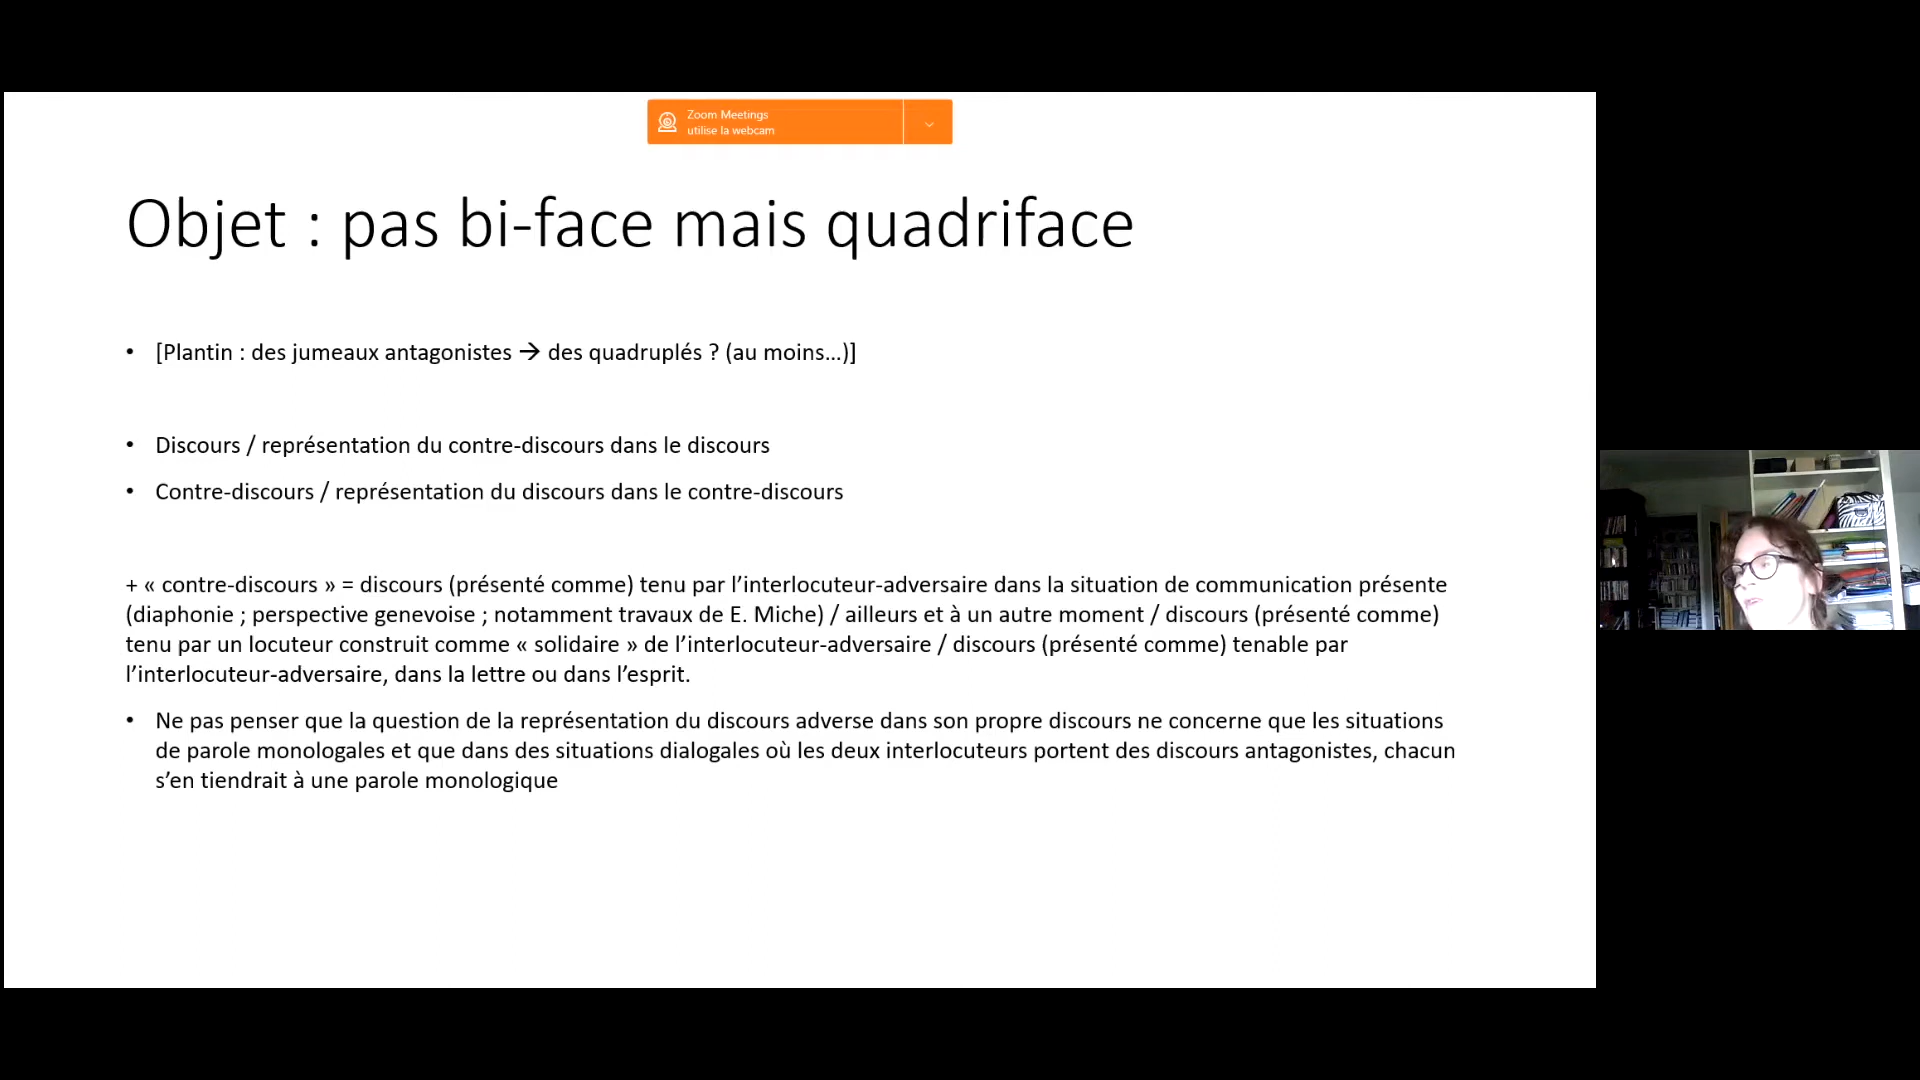 Zoom Meetings
utilise la webcam
Objet : pas bi-face mais quadriface
• [Plantin : des jumeaux antagonistes → des quadruplés ? (au moins…)]
• Discours / représentation du contre-discours dans le discours
• Contre-discours / représentation du discours dans le contre-discours
+ « contre-discours » = discours (présenté comme) tenu par l’interlocuteur-adversaire dans la situation de communication présente
(diaphonie ; perspective genevoise ; notamment travaux de E. Miche) / ailleurs et à un autre moment / discours (présenté comme)
tenu par un locuteur construit comme « solidaire » de l’interlocuteur-adversaire / discours (présenté comme) tenable par
l’interlocuteur-adversaire, dans la lettre ou dans l’esprit.
• Ne pas penser que la question de la représentation du discours adverse dans son propre discours ne concerne que les situations
de parole monologales et que dans des situations dialogales où les deux interlocuteurs portent des discours antagonistes, chacun
s’en tiendrait à une parole monologique